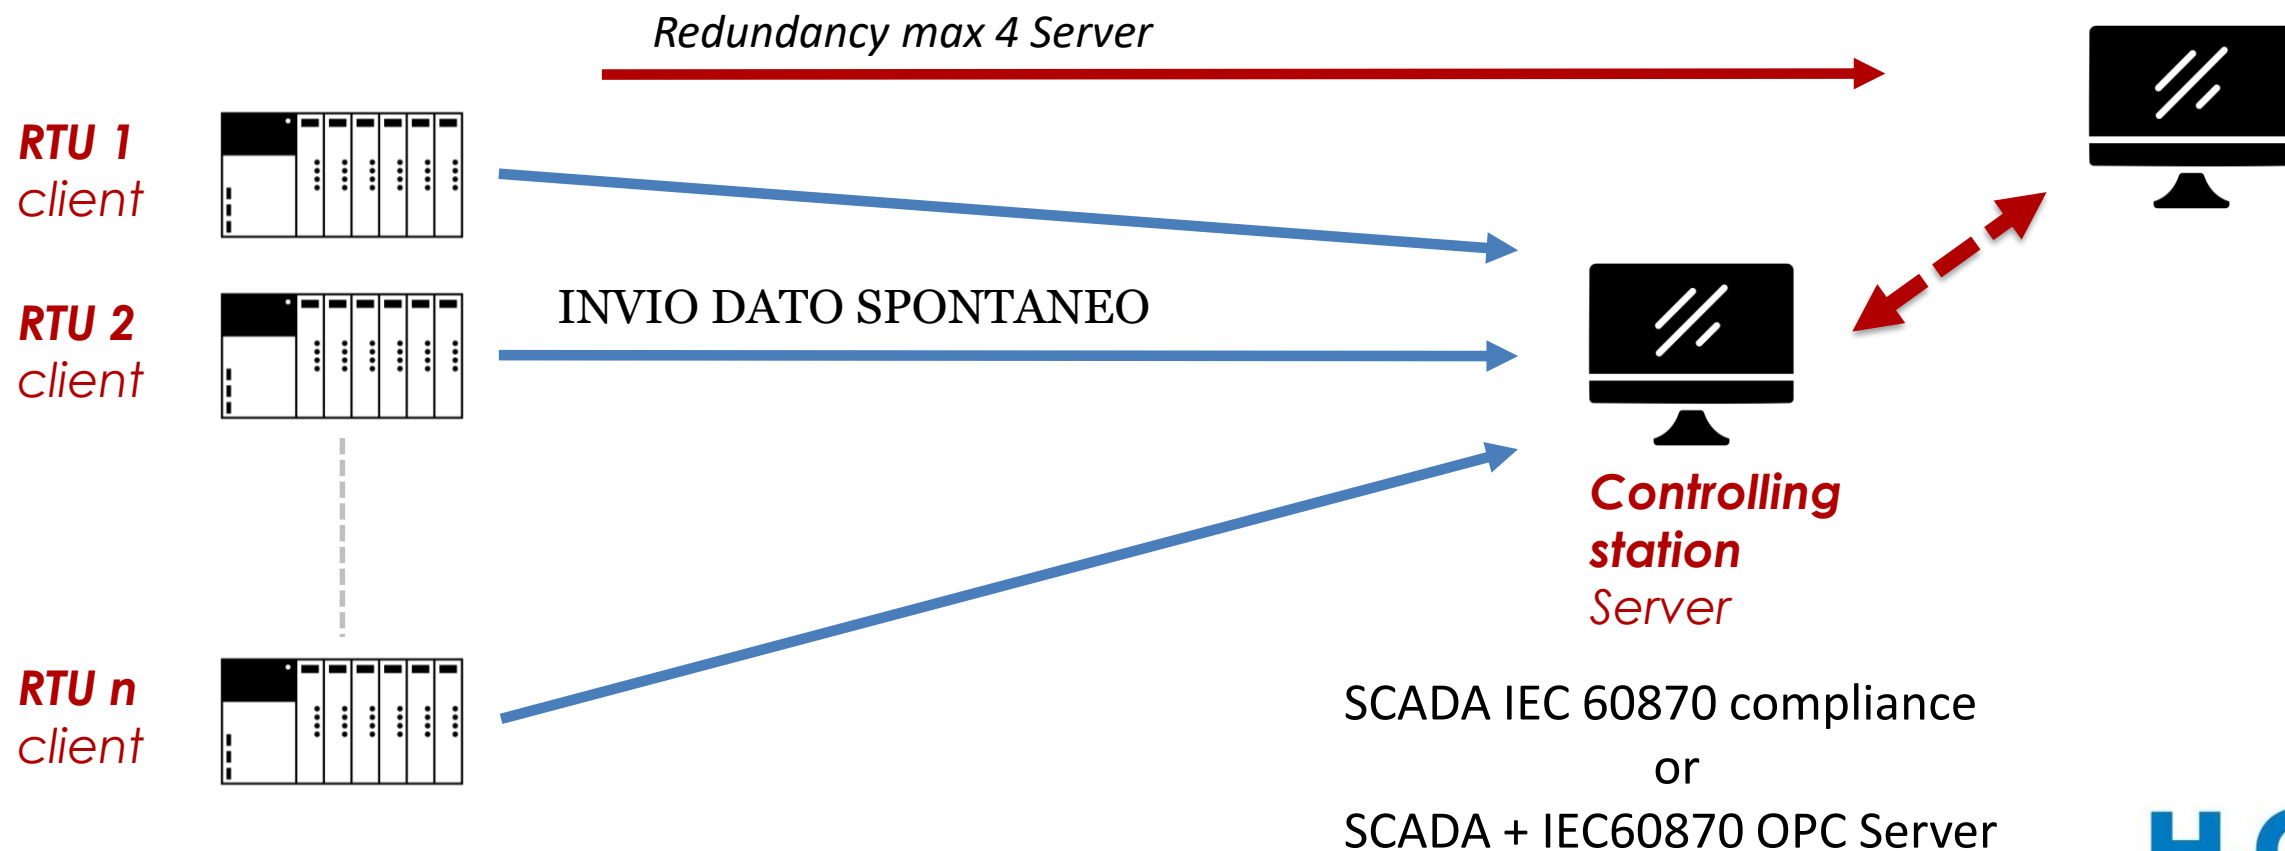 Redundancy max 4 Server
RTU 1
client
RTU 2
client
INVIO DATO SPONTANEO
Controlling
station
Server
RTU n
client
SCADA IEC 60870 compliance
or
SCADA + IEC60870 OPC Server